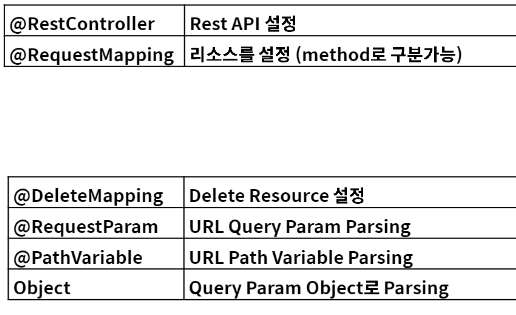 @RestController Rest API 설정
@RequestMapping 리소스를 설정 (method로 구분가능)
@DeleteMapping Delete Resource 설정
@RequestParam URL Query Param Parsing
@PathVariable URL Path Variable Parsing
Object Query Param Object로 Parsing